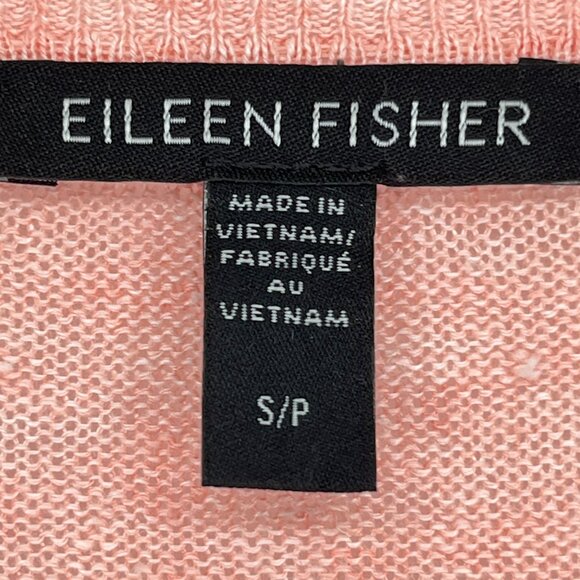 EILEEN FISHER
MADE IN
VIETNAM/
FABRIQUÉ
AU
VIETNAM
S/P